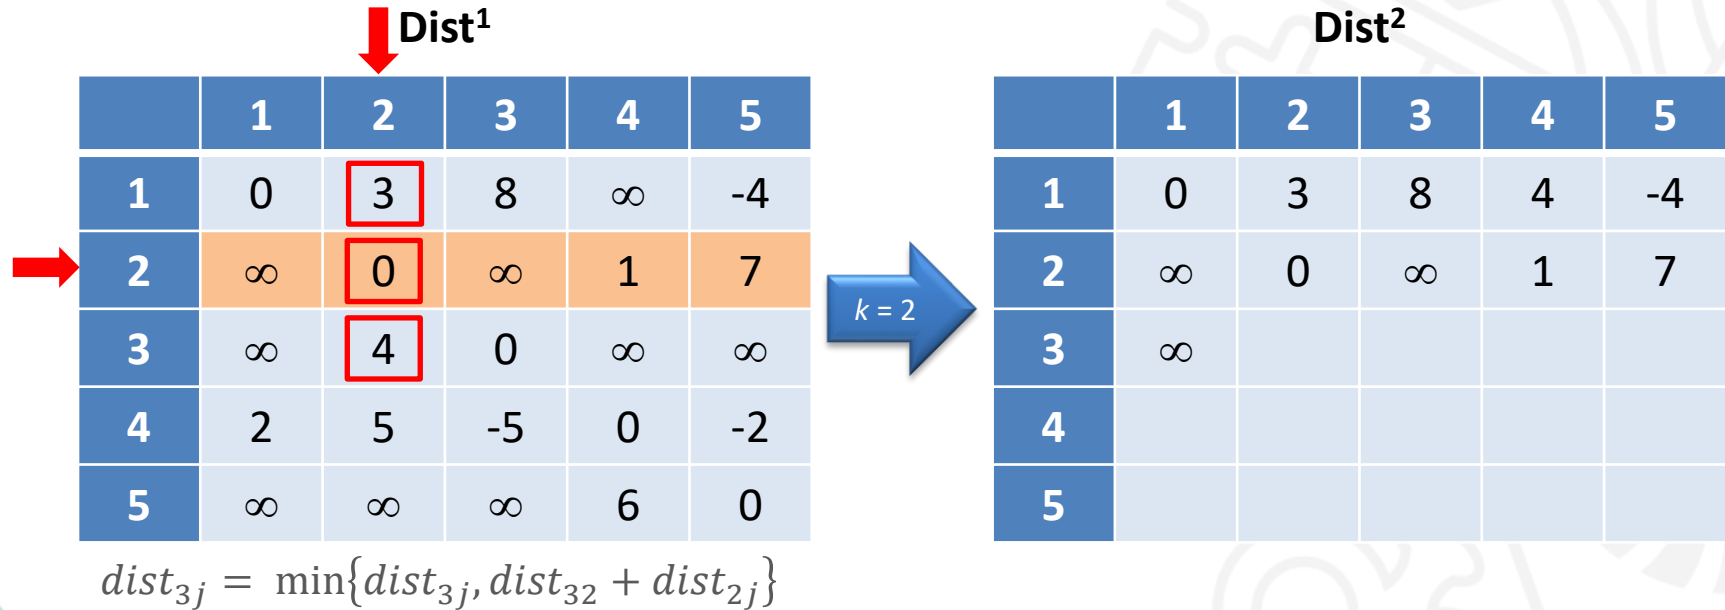 Dist¹ Dist²
1 2 3 4 5 1 2 3 4 5
1 0 3 8 ∞ -4 1 0 3 8 4 -4
2 ∞ 0 ∞ 1 7 2 ∞ 0 ∞ 1 7
k = 2
3 ∞ 4 0 ∞ ∞ 3 ∞
4 2 5 -5 0 -2 4
5 ∞ ∞ ∞ 6 0 5
dist₃ⱼ = min{dist₃ⱼ, dist₃₂ + dist₂ⱼ}